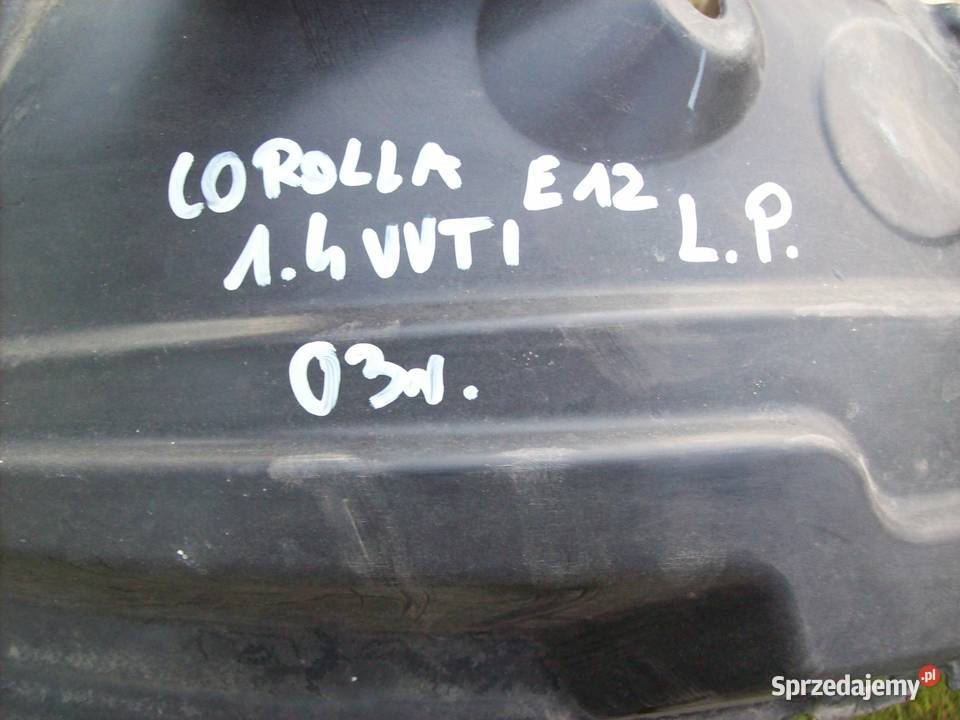 COROLLA E12
1.4 VVTI L.P.
03r.
Sprzedajemy.pl